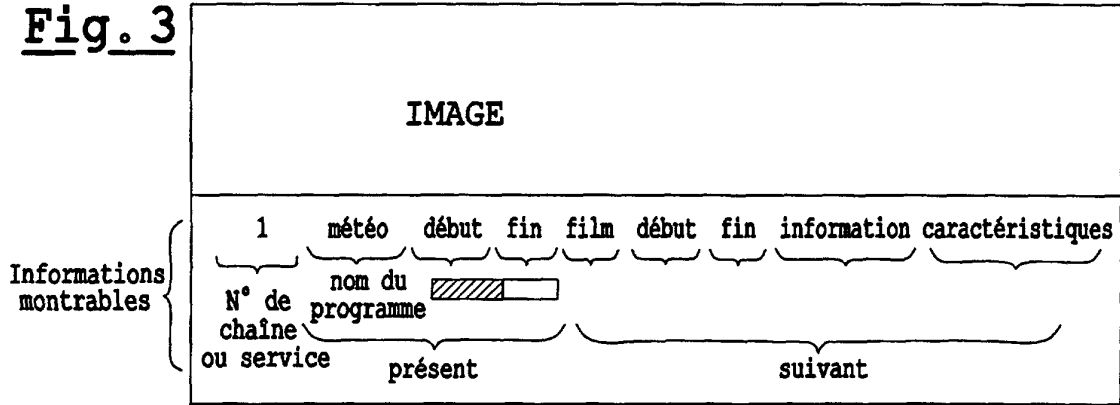 Fig. 3
IMAGE
1 météo début fin film début fin information caractéristiques
Informations montrables
N° de chaîne ou service
nom du programme
présent
suivant